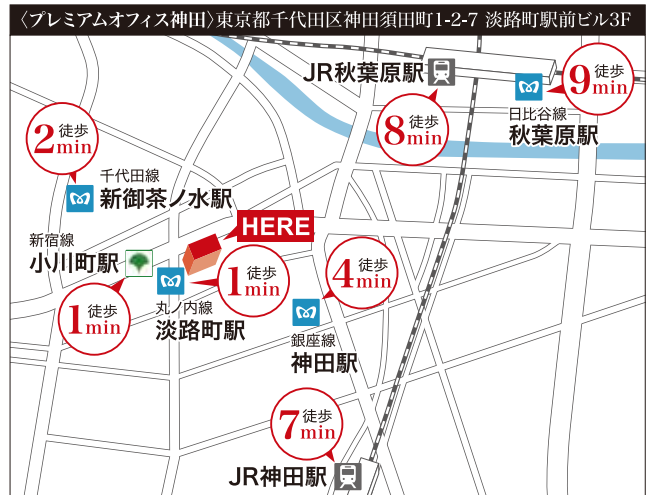 〈プレミアムオフィス神田〉東京都千代田区神田須田町1-2-7 淡路町駅前ビル3F
JR秋葉原駅
徒歩
9min
日比谷線
秋葉原駅
徒歩
8min
徒歩
2min
千代田線
新御茶ノ水駅
HERE
新宿線
小川町駅
徒歩
1min
徒歩
1min
丸ノ内線
淡路町駅
徒歩
4min
銀座線
神田駅
徒歩
7min
JR神田駅